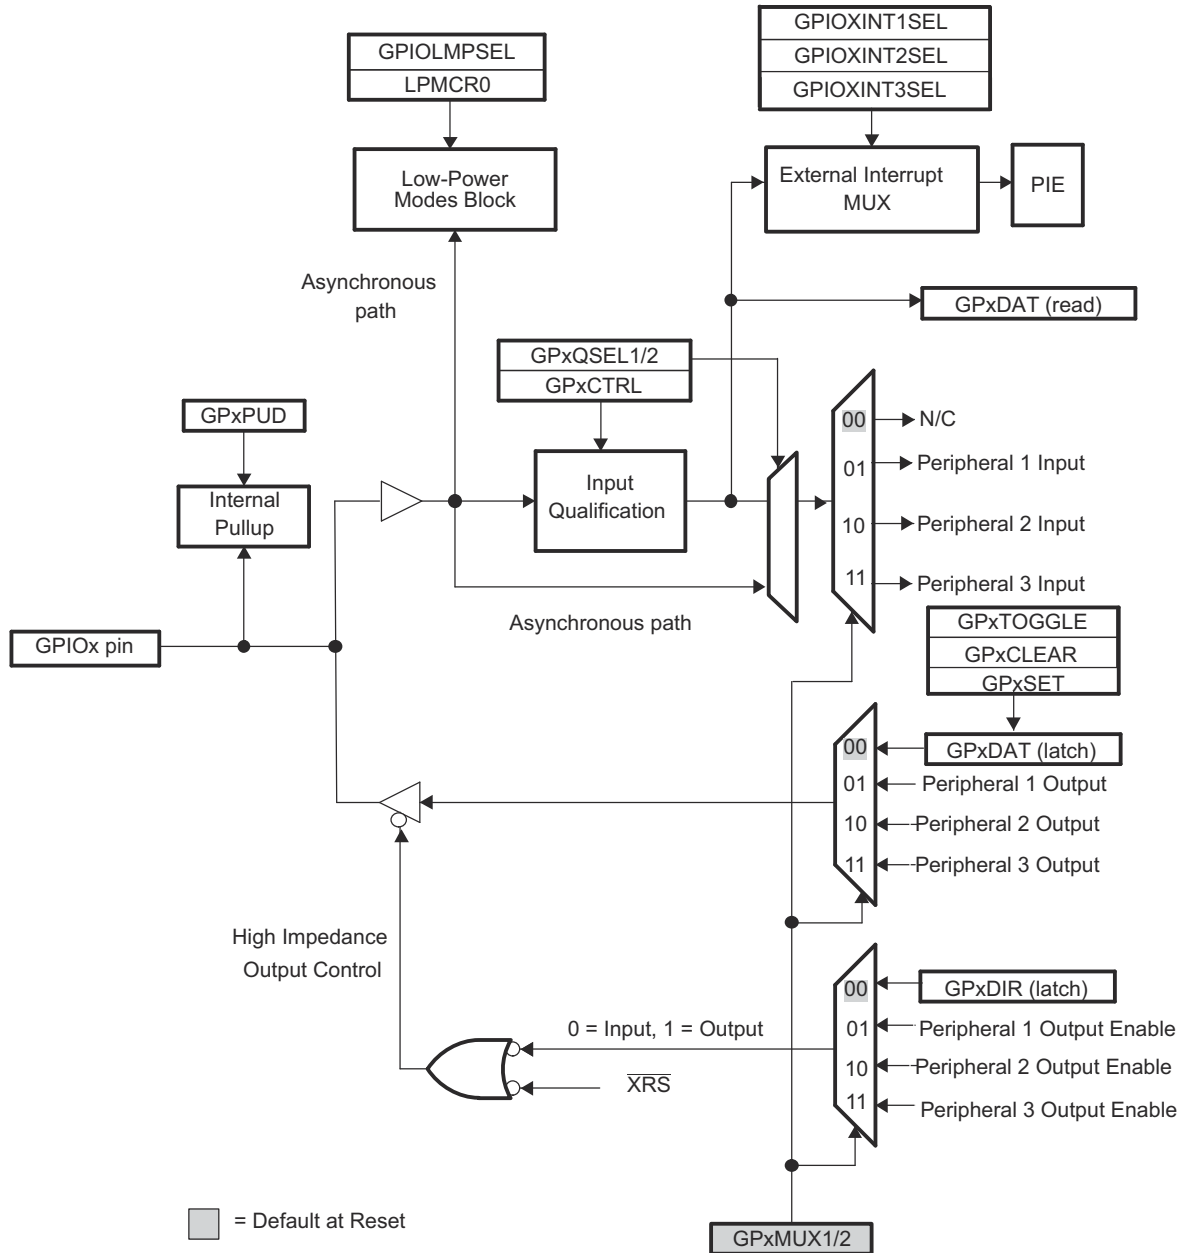 GPIOLMPSEL
LPMCR0
GPIOXINT1SEL
GPIOXINT2SEL
GPIOXINT3SEL
Low-Power
Modes Block
External Interrupt
MUX
PIE
Asynchronous
path
GPxDAT (read)
GPxQSEL1/2
GPxCTRL
GPxPUD
Internal
Pullup
Input
Qualification
00
01
10
11
N/C
Peripheral 1 Input
Peripheral 2 Input
Peripheral 3 Input
Asynchronous path
GPIOx pin
GPxTOGGLE
GPxCLEAR
GPxSET
00
01
10
11
GPxDAT (latch)
Peripheral 1 Output
Peripheral 2 Output
Peripheral 3 Output
High Impedance
Output Control
00
01
10
11
GPxDIR (latch)
Peripheral 1 Output Enable
Peripheral 2 Output Enable
Peripheral 3 Output Enable
0 = Input, 1 = Output
XRS
= Default at Reset
GPxMUX1/2